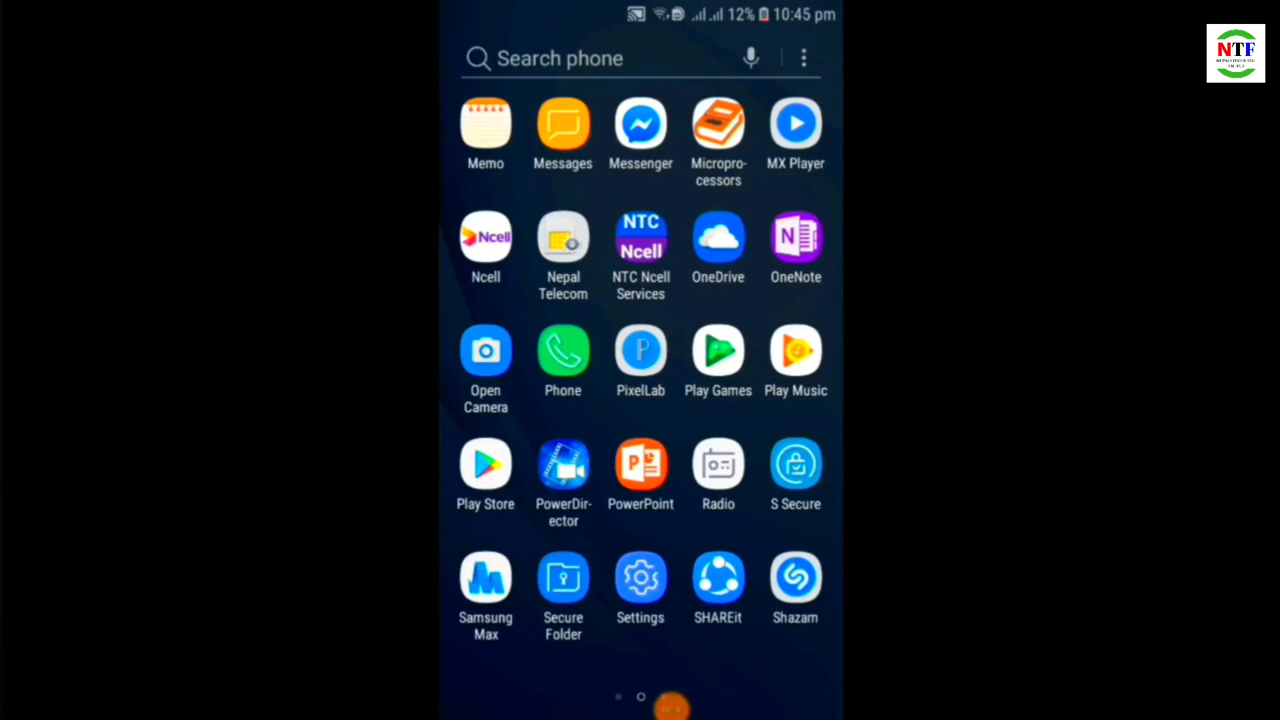 12% 10:45 pm
NTF
Search phone
Memo
Messages
Messenger
Micropro-
cessors
MX Player
Ncell
NTC
Ncell
N
Ncell
Nepal
Telecom
NTC Ncell
Services
OneDrive
OneNote
P
Open
Camera
Phone
PixelLab
Play Games
Play Music
P
Play Store
PowerDir-
ector
PowerPoint
Radio
S Secure
Samsung
Max
Secure
Folder
Settings
SHAREit
Shazam